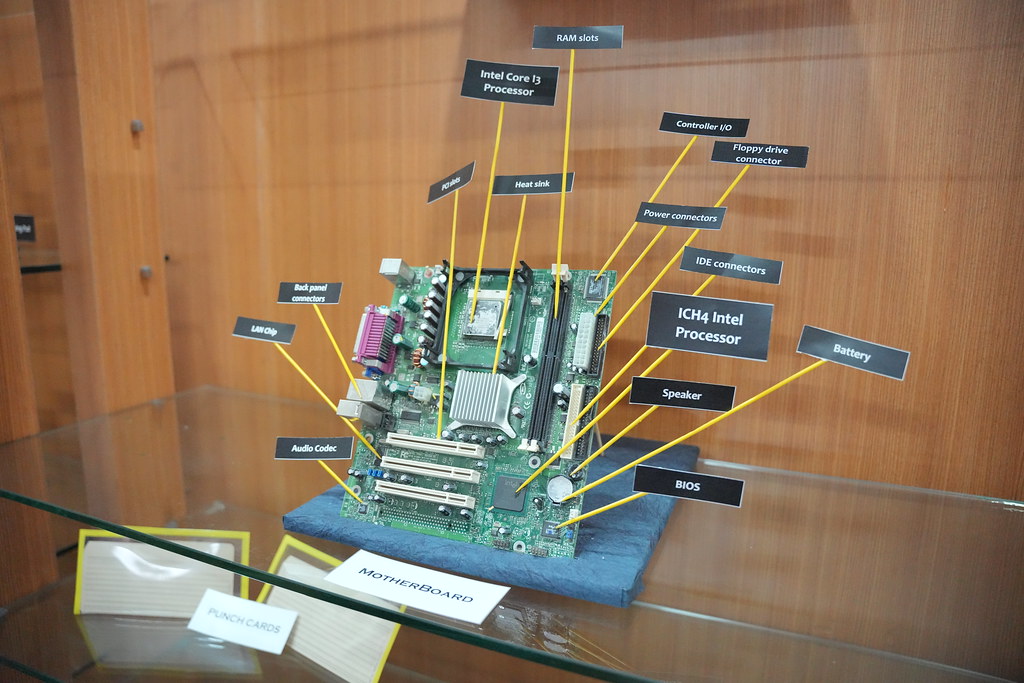 RAM slots
Intel Core I3
Processor
Controller I/O
Floppy drive
connector
PCI slots
Heat sink
Power connectors
IDE connectors
Back panel
connectors
ICH4 Intel
Processor
LAN Chip
Battery
Speaker
Audio Codec
BIOS
MOTHERBOARD
PUNCH CARDS